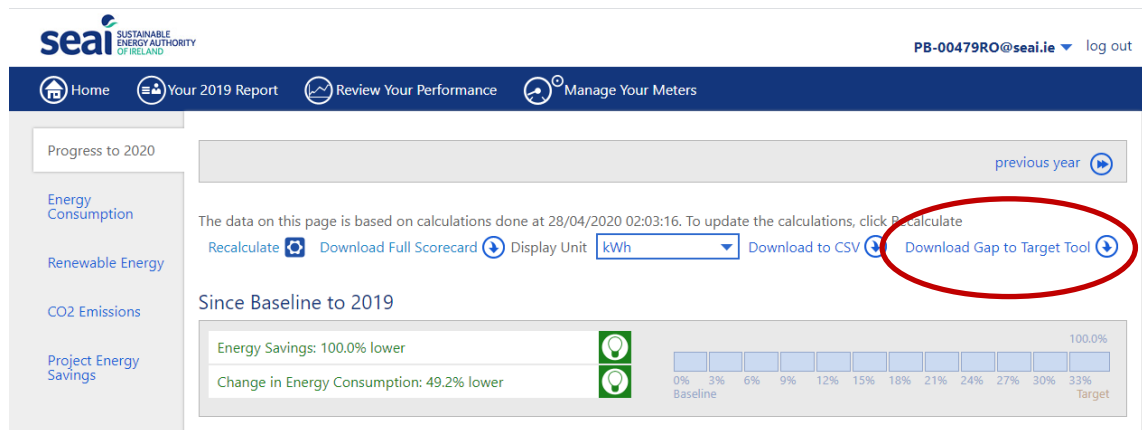 seai SUSTAINABLE
ENERGY AUTHORITY
OF IRELAND
PB-00479RO@seai.ie log out
Home Your 2019 Report Review Your Performance Manage Your Meters
Progress to 2020
previous year
Energy
Consumption
The data on this page is based on calculations done at 28/04/2020 02:03:16. To update the calculations, click Recalculate
Recalculate Download Full Scorecard Display Unit kWh Download to CSV Download Gap to Target Tool
Renewable Energy
CO2 Emissions
Project Energy
Savings
Since Baseline to 2019
Energy Savings: 100.0% lower
Change in Energy Consumption: 49.2% lower
100.0%
0% 3% 6% 9% 12% 15% 18% 21% 24% 27% 30% 33%
Baseline Target